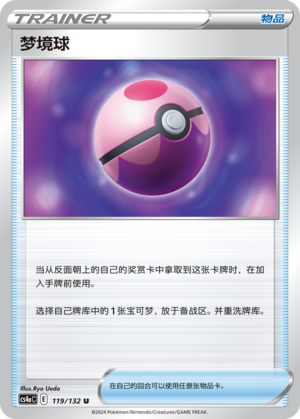 TRAINER 物品
梦境球
当从反面朝上的自己的奖赏卡中拿取到这张卡牌时，在加
入手牌前使用。
选择自己牌库中的1张宝可梦，放于备战区。并重洗牌库。
Illus.Ryo Ueda
CS4aC E 119/132 U
在自己的回合可以使用任意张物品卡。
©2024 Pokémon/Nintendo/Creatures/GAME FREAK.